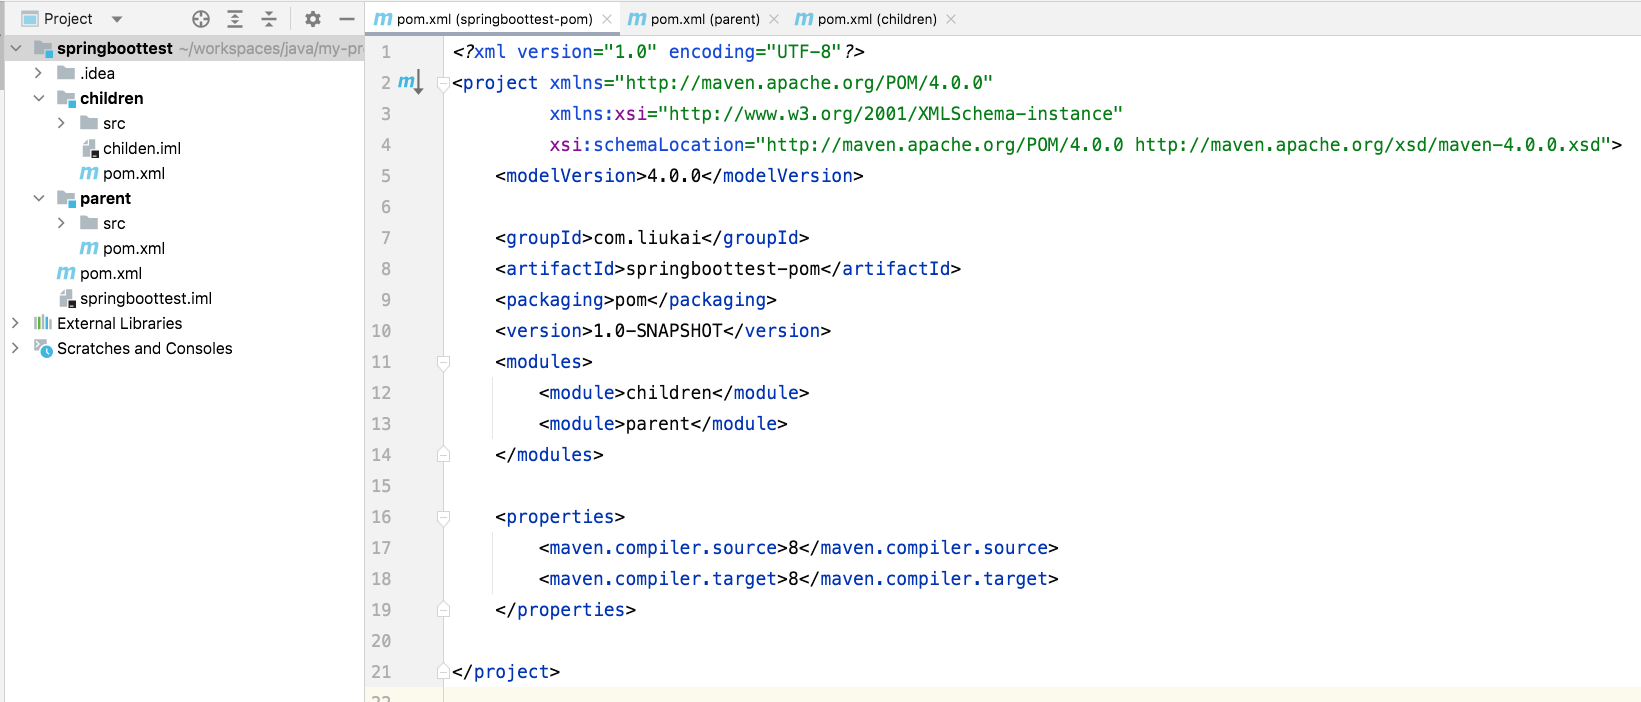 Project
springboottest ~/workspaces/java/my-pr
.idea
children
src
childen.iml
pom.xml
parent
src
pom.xml
pom.xml
springboottest.iml
External Libraries
Scratches and Consoles
pom.xml (springboottest-pom) pom.xml (parent) pom.xml (children)
1 <?xml version="1.0" encoding="UTF-8"?>
2 <project xmlns="http://maven.apache.org/POM/4.0.0"
3 xmlns:xsi="http://www.w3.org/2001/XMLSchema-instance"
4 xsi:schemaLocation="http://maven.apache.org/POM/4.0.0 http://maven.apache.org/xsd/maven-4.0.0.xsd">
5 <modelVersion>4.0.0</modelVersion>
6
7 <groupId>com.liukai</groupId>
8 <artifactId>springboottest-pom</artifactId>
9 <packaging>pom</packaging>
10 <version>1.0-SNAPSHOT</version>
11 <modules>
12 <module>children</module>
13 <module>parent</module>
14 </modules>
15
16 <properties>
17 <maven.compiler.source>8</maven.compiler.source>
18 <maven.compiler.target>8</maven.compiler.target>
19 </properties>
20
21 </project>